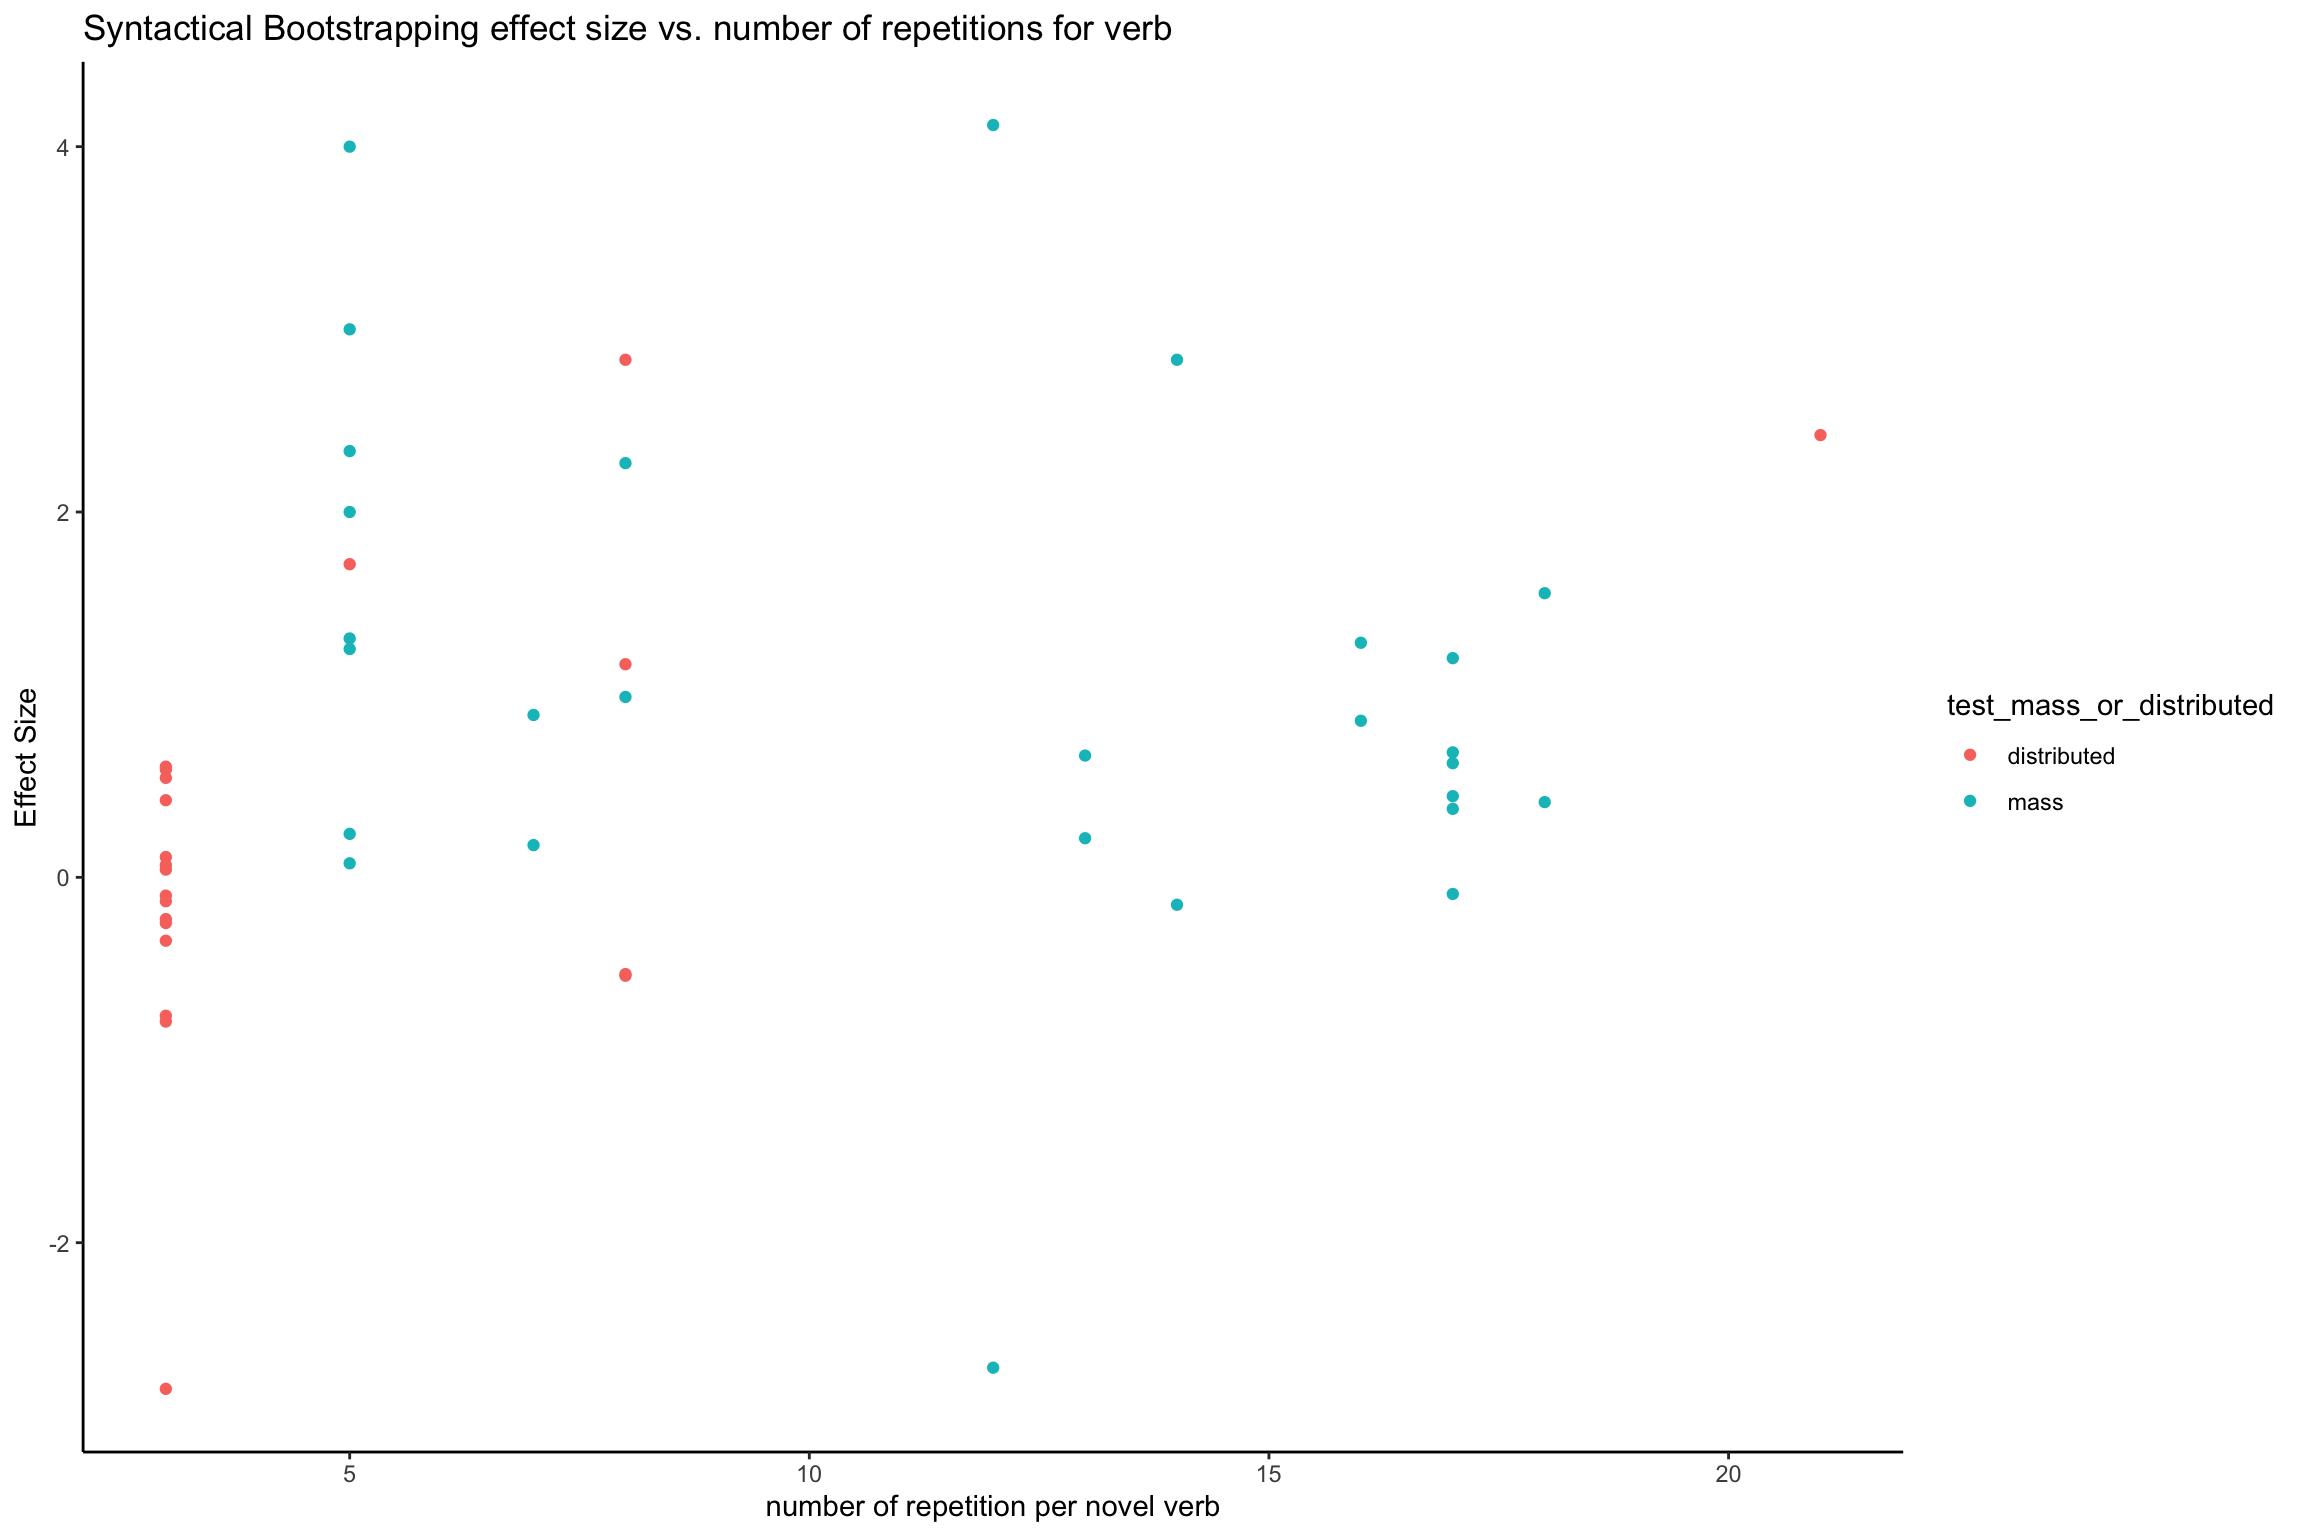 Syntactical Bootstrapping effect size vs. number of repetitions for verb
4
2
0
-2
Effect Size
5 10 15 20
number of repetition per novel verb
test_mass_or_distributed
distributed
mass